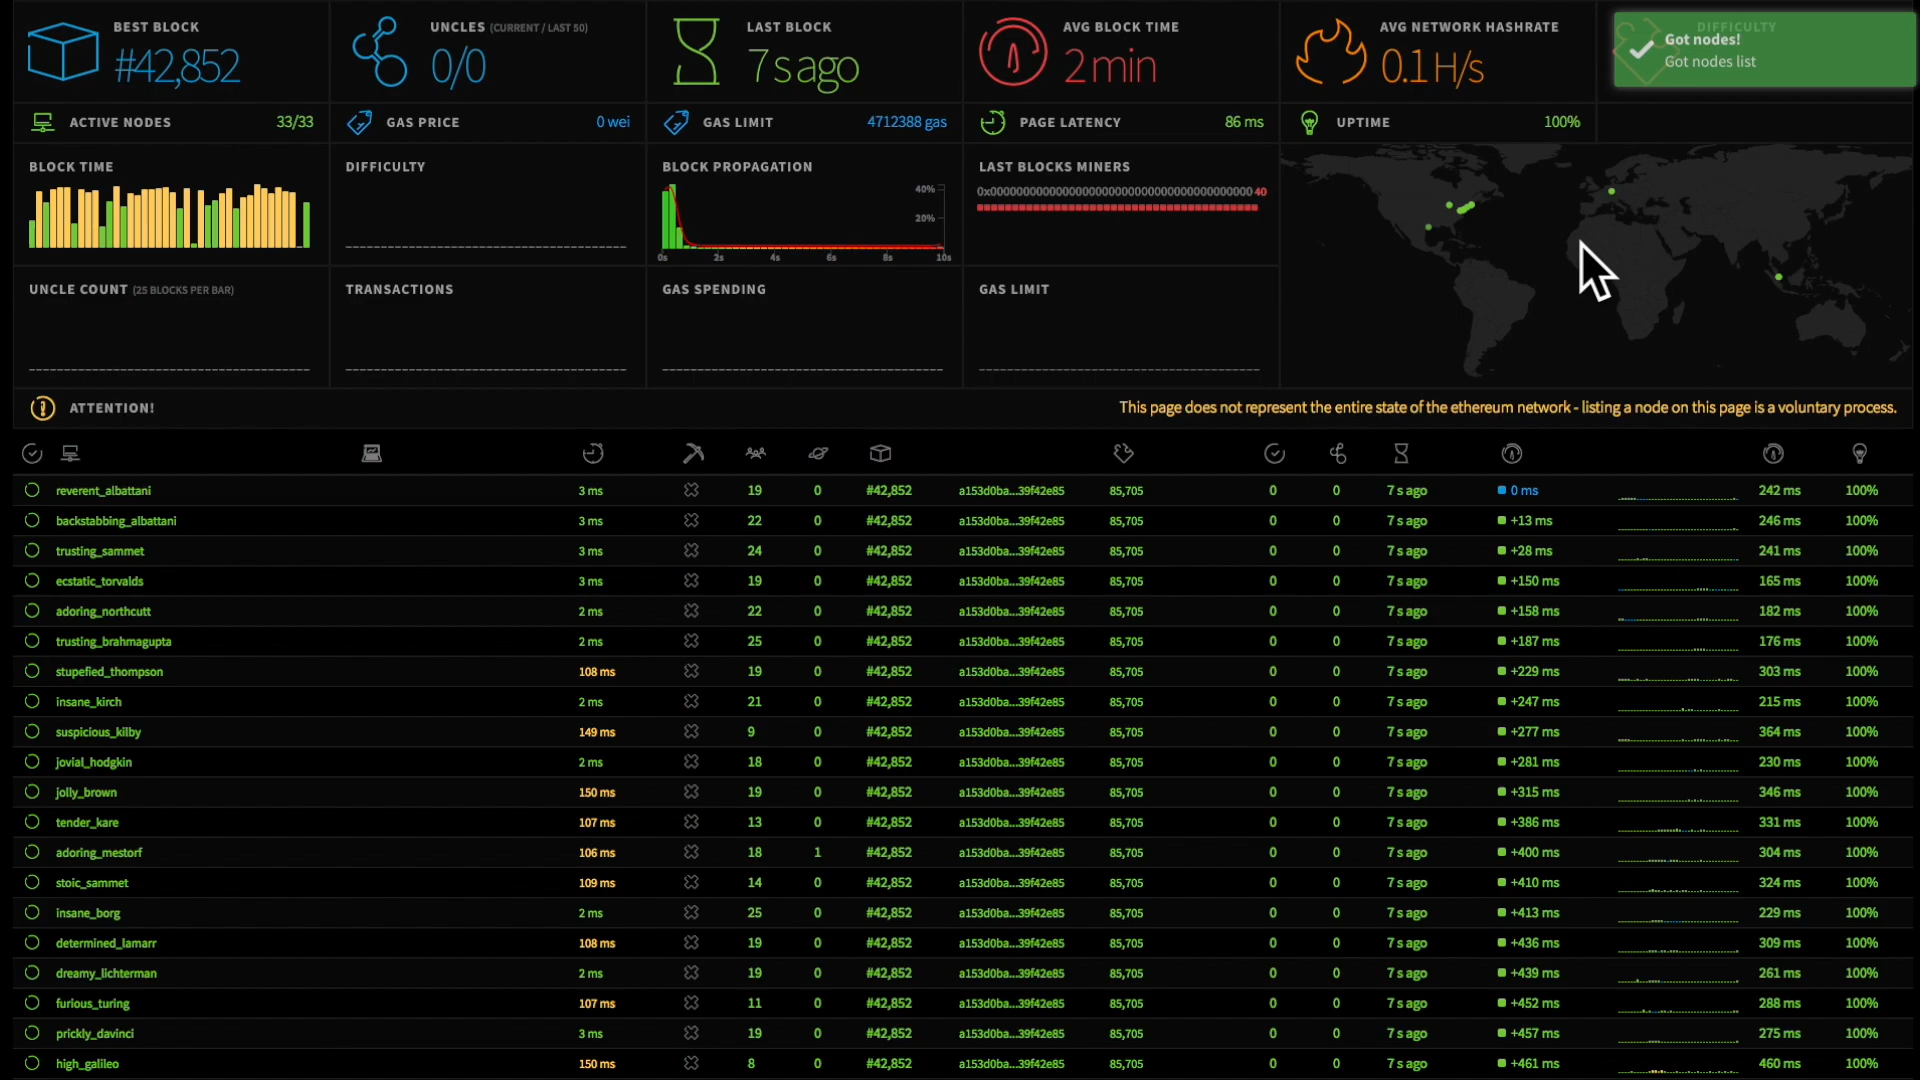 BEST BLOCK
#42,852
UNCLES (CURRENT / LAST 50)
0/0
LAST BLOCK
7 s ago
AVG BLOCK TIME
2 min
AVG NETWORK HASHRATE
0.1 H/s
DIFFICULTY
Got nodes!
Got nodes list
ACTIVE NODES 33/33
GAS PRICE 0 wei
GAS LIMIT 4712388 gas
PAGE LATENCY 86 ms
UPTIME 100%
BLOCK TIME
DIFFICULTY
BLOCK PROPAGATION
40%
20%
0s 2s 4s 6s 8s 10s
LAST BLOCKS MINERS
0x0000000000000000000000000000000000000000 40
UNCLE COUNT (25 BLOCKS PER BAR)
TRANSACTIONS
GAS SPENDING
GAS LIMIT
ATTENTION!
This page does not represent the entire state of the ethereum network - listing a node on this page is a voluntary process.
reverent_albattani 3 ms 19 0 #42,852 a153d0ba...39f42e85 85,705 0 0 7 s ago 0 ms 242 ms 100%
backstabbing_albattani 3 ms 22 0 #42,852 a153d0ba...39f42e85 85,705 0 0 7 s ago +13 ms 246 ms 100%
trusting_sammet 3 ms 24 0 #42,852 a153d0ba...39f42e85 85,705 0 0 7 s ago +28 ms 241 ms 100%
ecstatic_torvalds 3 ms 19 0 #42,852 a153d0ba...39f42e85 85,705 0 0 7 s ago +150 ms 165 ms 100%
adoring_northcutt 2 ms 22 0 #42,852 a153d0ba...39f42e85 85,705 0 0 7 s ago +158 ms 182 ms 100%
trusting_brahmagupta 2 ms 25 0 #42,852 a153d0ba...39f42e85 85,705 0 0 7 s ago +187 ms 176 ms 100%
stupefied_thompson 108 ms 19 0 #42,852 a153d0ba...39f42e85 85,705 0 0 7 s ago +229 ms 303 ms 100%
insane_kirch 2 ms 21 0 #42,852 a153d0ba...39f42e85 85,705 0 0 7 s ago +247 ms 215 ms 100%
suspicious_kilby 149 ms 9 0 #42,852 a153d0ba...39f42e85 85,705 0 0 7 s ago +277 ms 364 ms 100%
jovial_hodgkin 2 ms 18 0 #42,852 a153d0ba...39f42e85 85,705 0 0 7 s ago +281 ms 230 ms 100%
jolly_brown 150 ms 19 0 #42,852 a153d0ba...39f42e85 85,705 0 0 7 s ago +315 ms 346 ms 100%
tender_kare 107 ms 13 0 #42,852 a153d0ba...39f42e85 85,705 0 0 7 s ago +386 ms 331 ms 100%
adoring_mestorf 106 ms 18 1 #42,852 a153d0ba...39f42e85 85,705 0 0 7 s ago +400 ms 304 ms 100%
stoic_sammet 109 ms 14 0 #42,852 a153d0ba...39f42e85 85,705 0 0 7 s ago +410 ms 324 ms 100%
insane_borg 2 ms 25 0 #42,852 a153d0ba...39f42e85 85,705 0 0 7 s ago +413 ms 229 ms 100%
determined_lamarr 108 ms 19 0 #42,852 a153d0ba...39f42e85 85,705 0 0 7 s ago +436 ms 309 ms 100%
dreamy_lichterman 2 ms 19 0 #42,852 a153d0ba...39f42e85 85,705 0 0 7 s ago +439 ms 261 ms 100%
furious_turing 107 ms 11 0 #42,852 a153d0ba...39f42e85 85,705 0 0 7 s ago +452 ms 288 ms 100%
prickly_davinci 3 ms 19 0 #42,852 a153d0ba...39f42e85 85,705 0 0 7 s ago +457 ms 275 ms 100%
high_galileo 150 ms 8 0 #42,852 a153d0ba...39f42e85 85,705 0 0 7 s ago +461 ms 460 ms 100%